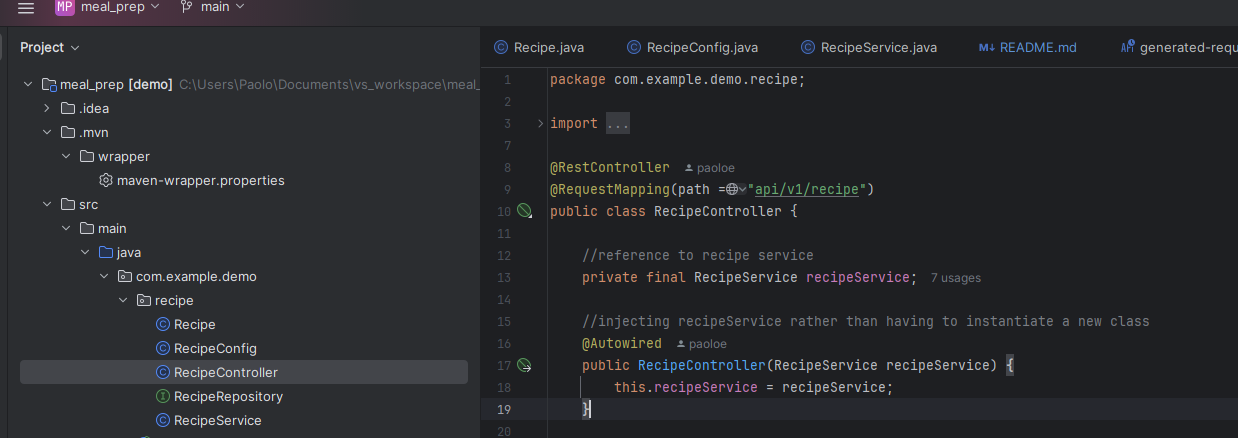 MP meal_prep main
Project
meal_prep [demo] C:\Users\Paolo\Documents\vs_workspace\meal_
.idea
.mvn
wrapper
maven-wrapper.properties
src
main
java
com.example.demo
recipe
Recipe
RecipeConfig
RecipeController
RecipeRepository
RecipeService
Recipe.java RecipeConfig.java RecipeService.java README.md API generated-requ
1 package com.example.demo.recipe;
2
3 import ...
7
8 @RestController paoloe
9 @RequestMapping(path = "api/v1/recipe")
10 public class RecipeController {
11
12 //reference to recipe service
13 private final RecipeService recipeService; 7 usages
14
15 //injecting recipeService rather than having to instantiate a new class
16 @Autowired paoloe
17 public RecipeController(RecipeService recipeService) {
18 this.recipeService = recipeService;
19 }
20